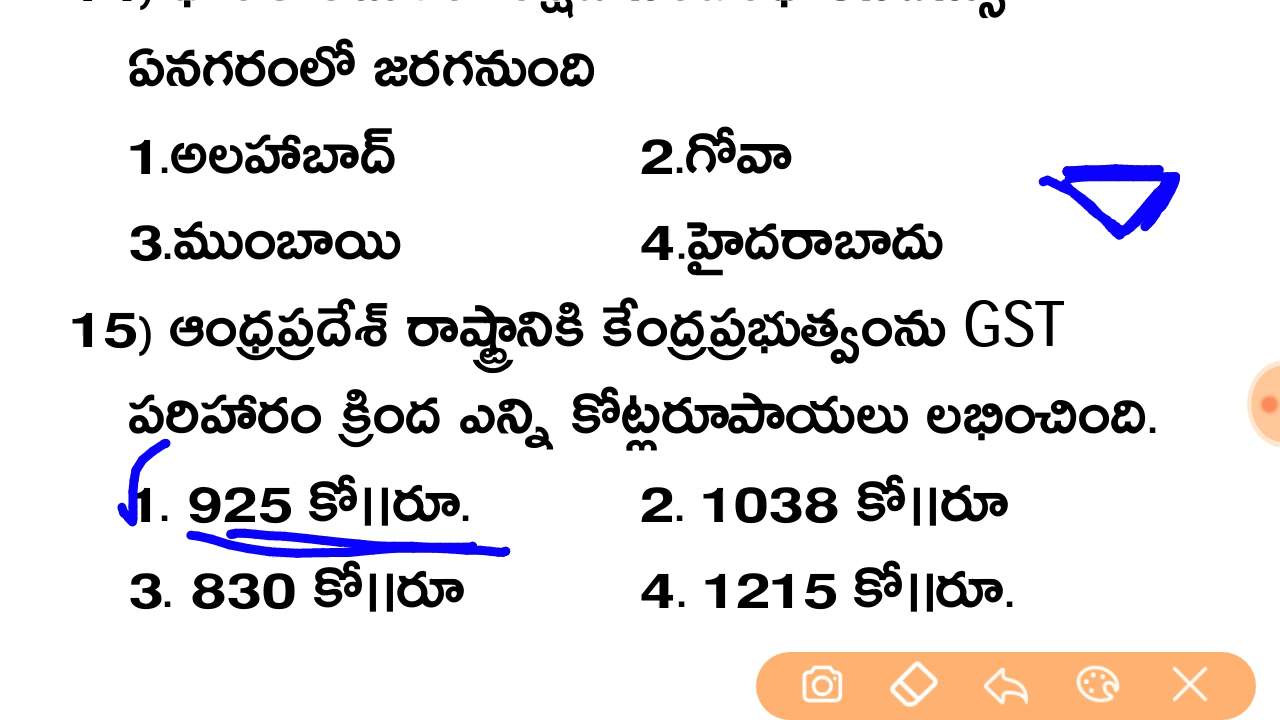 ఏనగరంలో జరగనుంది
1.అలహాబాద్ 2.గోవా
3.ముంబాయి 4.హైదరాబాదు
15) ఆంధ్రప్రదేశ్ రాష్ట్రానికి కేంద్రప్రభుత్వంను GST
పరిహారం క్రింద ఎన్ని కోట్లరూపాయలు లభించింది.
1. 925 కో||రూ. 2. 1038 కో||రూ
3. 830 కో||రూ 4. 1215 కో||రూ.